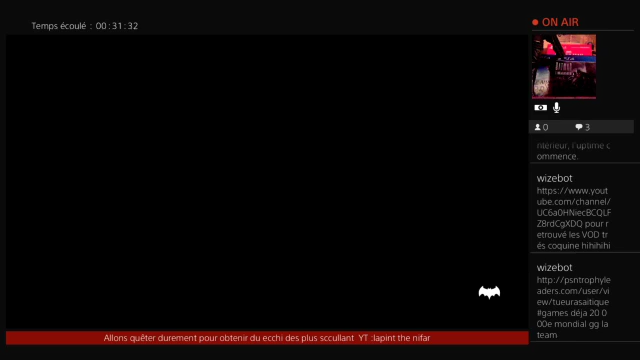 Temps écoulé : 00:31:32
ON AIR
0
3
ntérieur, l'uptime c
ommence.
wizebot
https://www.yout
ube.com/channel/
UC6a0HNiecBCQLF
Z8rdCgXDQ pour r
etrouvé les VOD tr
és coquine hihihihi
wizebot
http://psntrophyle
aders.com/user/vi
ew/tueurasaitique
#games déja 20 0
00e mondial gg la
team
Allons quêter durement pour obtenir du ecchi des plus sccullant YT :lapint the nifar